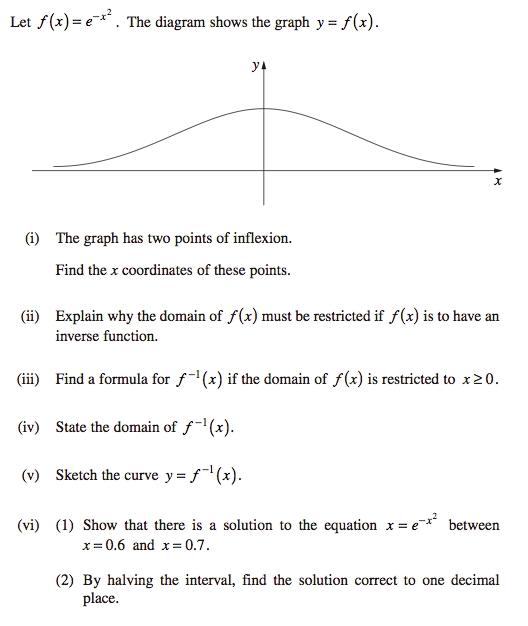 Let f(x) = e^{-x^2}. The diagram shows the graph y = f(x).
y
x
(i) The graph has two points of inflexion.
Find the x coordinates of these points.
(ii) Explain why the domain of f(x) must be restricted if f(x) is to have an
inverse function.
(iii) Find a formula for f^{-1}(x) if the domain of f(x) is restricted to x ≥ 0.
(iv) State the domain of f^{-1}(x).
(v) Sketch the curve y = f^{-1}(x).
(vi) (1) Show that there is a solution to the equation x = e^{-x^2} between
x = 0.6 and x = 0.7.
(2) By halving the interval, find the solution correct to one decimal
place.